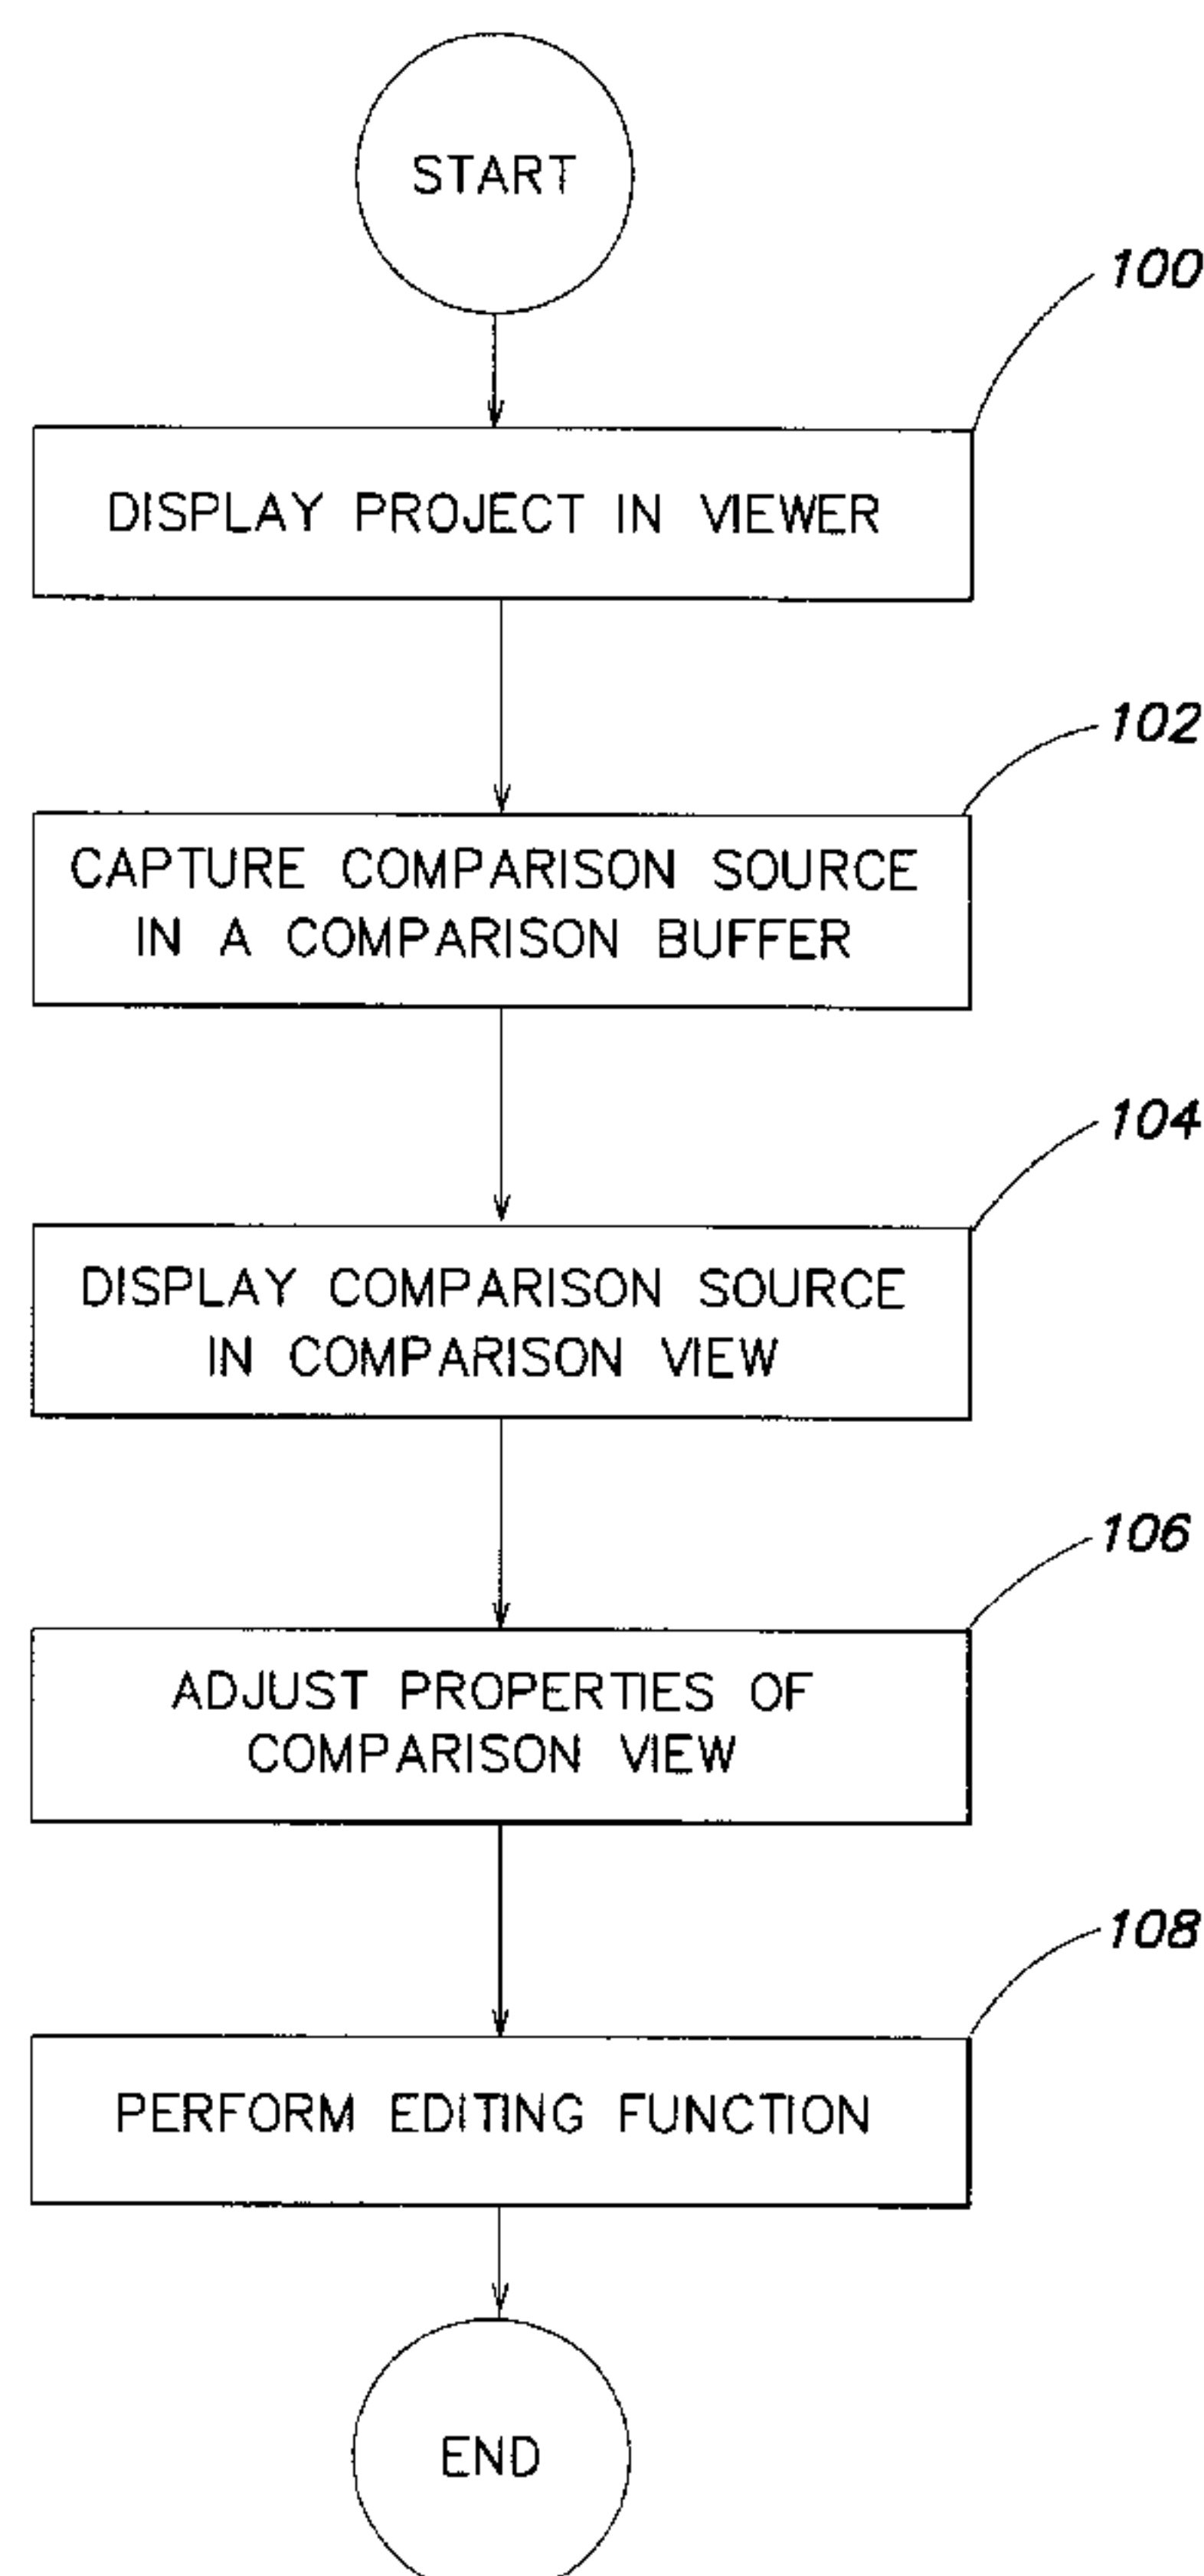 START
100
DISPLAY PROJECT IN VIEWER
102
CAPTURE COMPARISON SOURCE
IN A COMPARISON BUFFER
104
DISPLAY COMPARISON SOURCE
IN COMPARISON VIEW
106
ADJUST PROPERTIES OF
COMPARISON VIEW
108
PERFORM EDITING FUNCTION
END